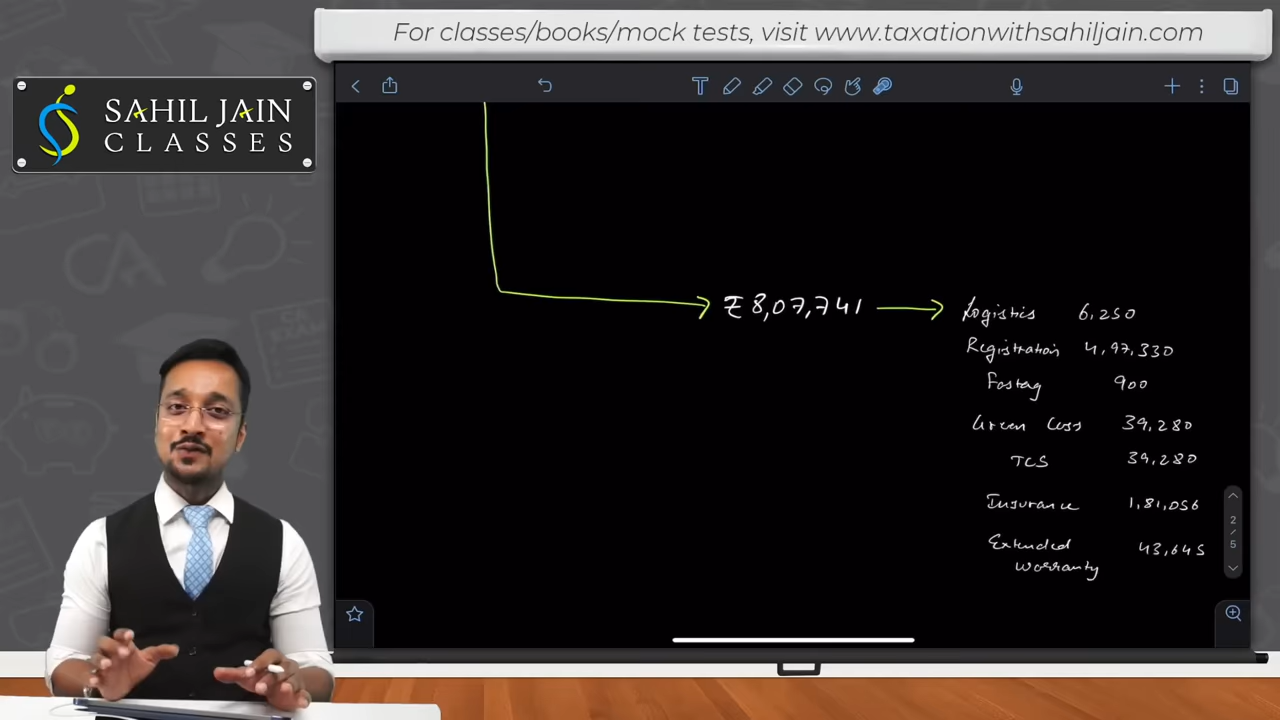 For classes/books/mock tests, visit www.taxationwithsahiljain.com
SAHIL JAIN
CLASSES
₹8,07,741
Logistics 6,250
Registration 4,97,330
Fastag 900
Green Cess 39,280
TCS 39,280
Insurance 1,81,056
Extended 43,645
Warranty
2
/
5